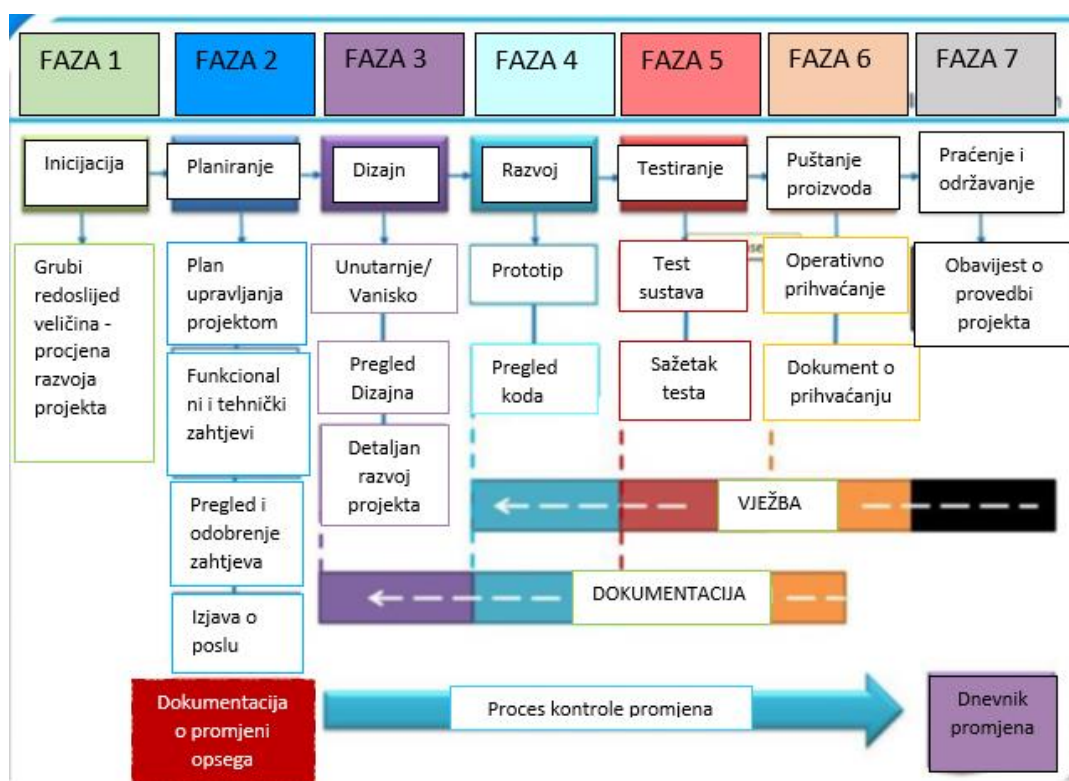 FAZA 1
FAZA 2
FAZA 3
FAZA 4
FAZA 5
FAZA 6
FAZA 7
Inicijacija
Planiranje
Dizajn
Razvoj
Testiranje
Puštanje
proizvoda
Praćenje i
održavanje
Grubi
redoslijed
veličina -
procjena
razvoja
projekta
Plan
upravljanja
projektom
Funkcional
ni i tehnički
zahtjevi
Pregled i
odobrenje
zahtjeva
Izjava o
poslu
Unutarnje/
Vanisko
Pregled
Dizajna
Detaljan
razvoj
projekta
Prototip
Pregled
koda
Test
sustava
Sažetak
testa
Operativno
prihvaćanje
Dokument o
prihvaćanju
Obavijest o
provedbi
projekta
VJEŽBA
DOKUMENTACIJA
Dokumentacija
o promjeni
opsega
Proces kontrole promjena
Dnevnik
promjena